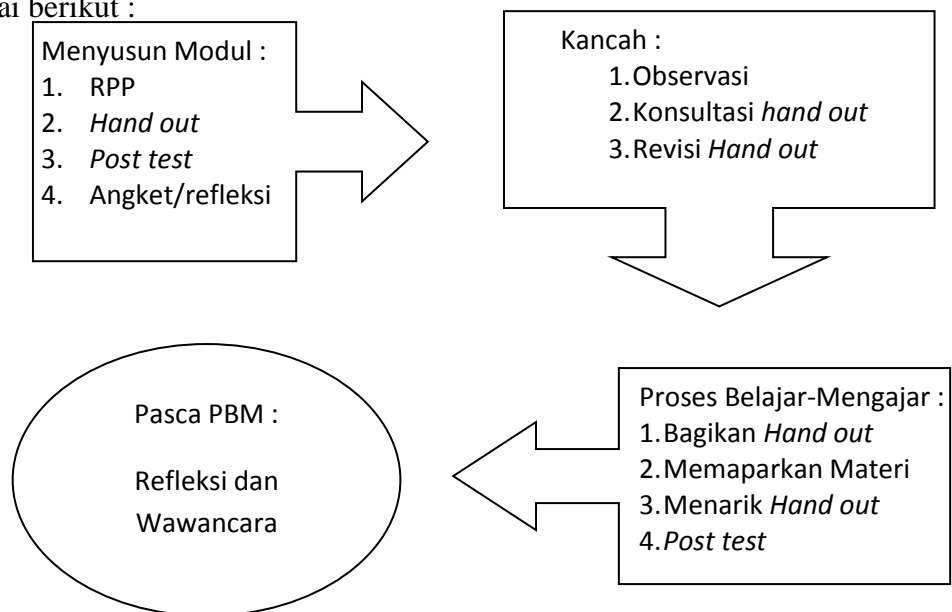 ai berikut :
Menyusun Modul :
1. RPP
2. Hand out
3. Post test
4. Angket/refleksi
Kancah :
1.Observasi
2.Konsultasi hand out
3.Revisi Hand out
Proses Belajar-Mengajar :
1.Bagikan Hand out
2.Memaparkan Materi
3.Menarik Hand out
4.Post test
Pasca PBM :
Refleksi dan
Wawancara